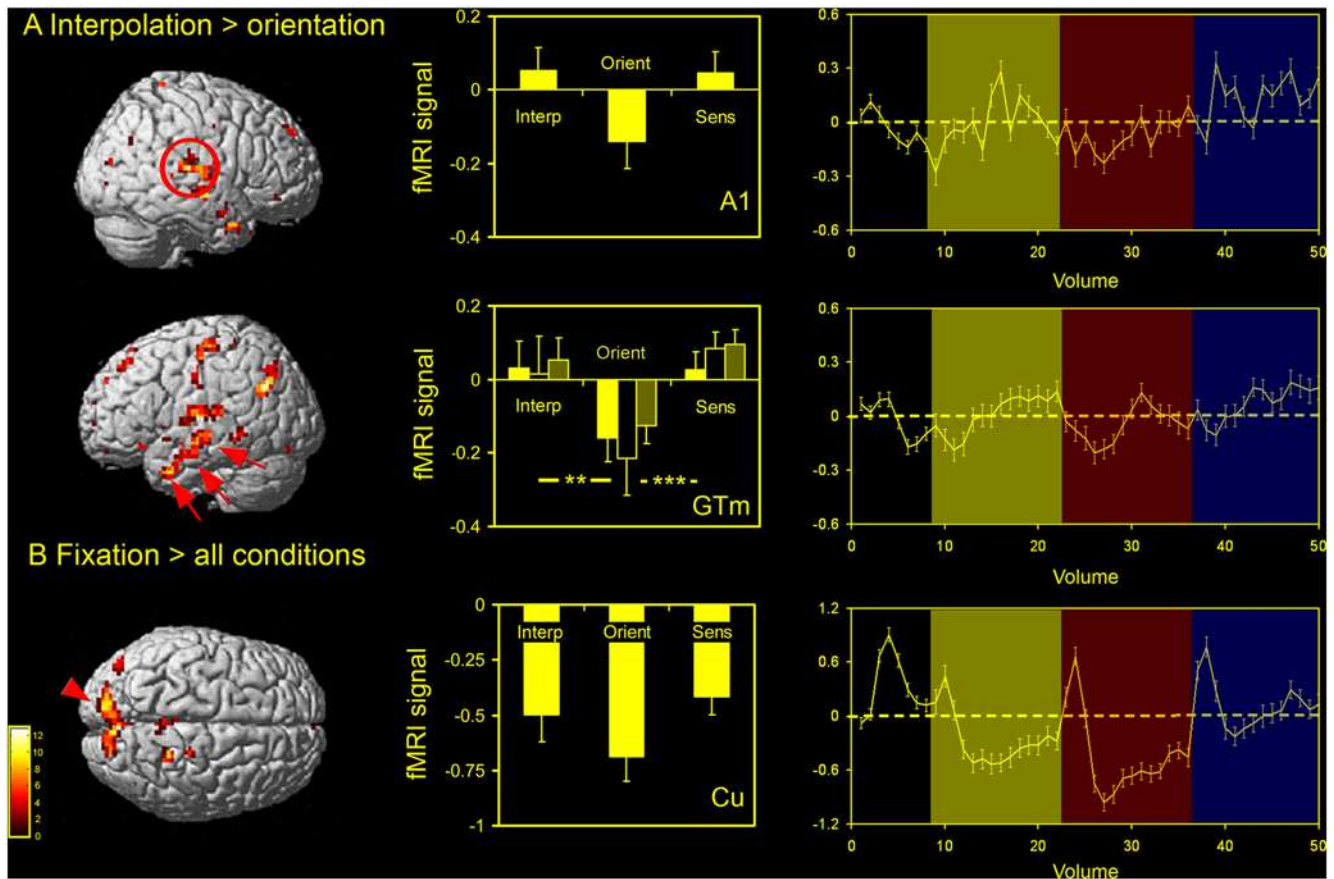 A Interpolation > orientation
fMRI signal
0.2
0
-0.2
-0.4
Orient
Interp
Sens
A1
0.6
0.3
0
-0.3
-0.6
0 10 20 30 40 50
Volume
fMRI signal
0.2
0
-0.2
-0.4
Orient
Interp
Sens
** ***
GTm
0.6
0.3
0
-0.3
-0.6
0 10 20 30 40 50
Volume
B Fixation > all conditions
12
10
8
6
4
2
0
fMRI signal
0
-0.25
-0.5
-0.75
-1
Interp Orient Sens
Cu
1.2
0.6
0
-0.6
-1.2
0 10 20 30 40 50
Volume